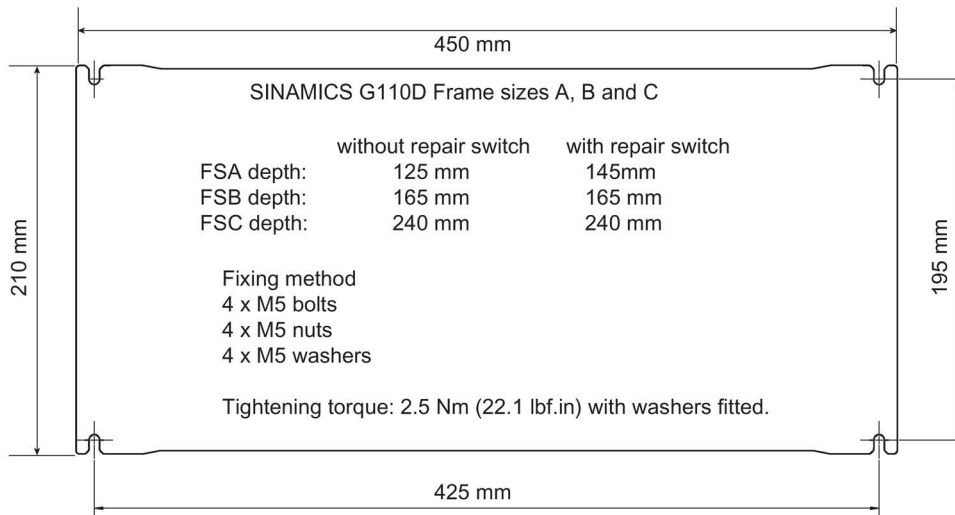 450 mm
SINAMICS G110D Frame sizes A, B and C
without repair switch with repair switch
FSA depth: 125 mm 145mm
FSB depth: 165 mm 165 mm
FSC depth: 240 mm 240 mm
210 mm
195 mm
Fixing method
4 x M5 bolts
4 x M5 nuts
4 x M5 washers
Tightening torque: 2.5 Nm (22.1 lbf.in) with washers fitted.
425 mm